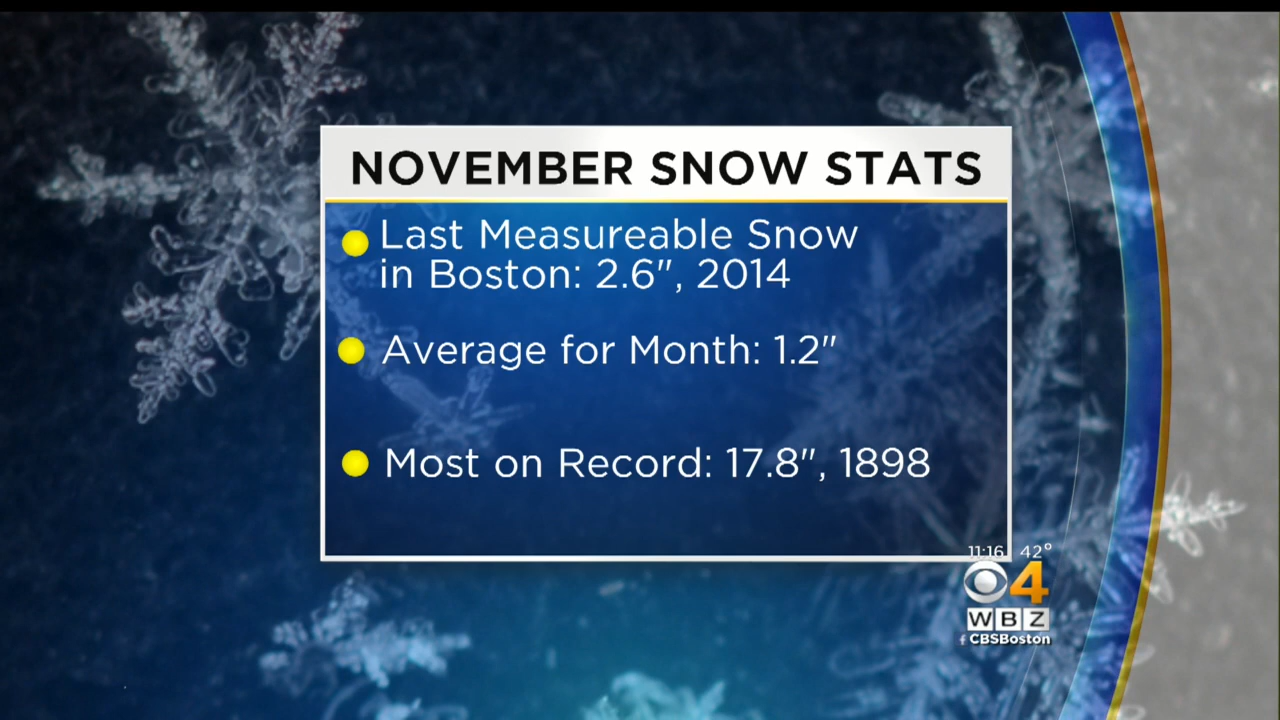 NOVEMBER SNOW STATS
Last Measureable Snow
in Boston: 2.6", 2014
Average for Month: 1.2"
Most on Record: 17.8", 1898
11:16 42°
4
WBZ
f CBSBoston